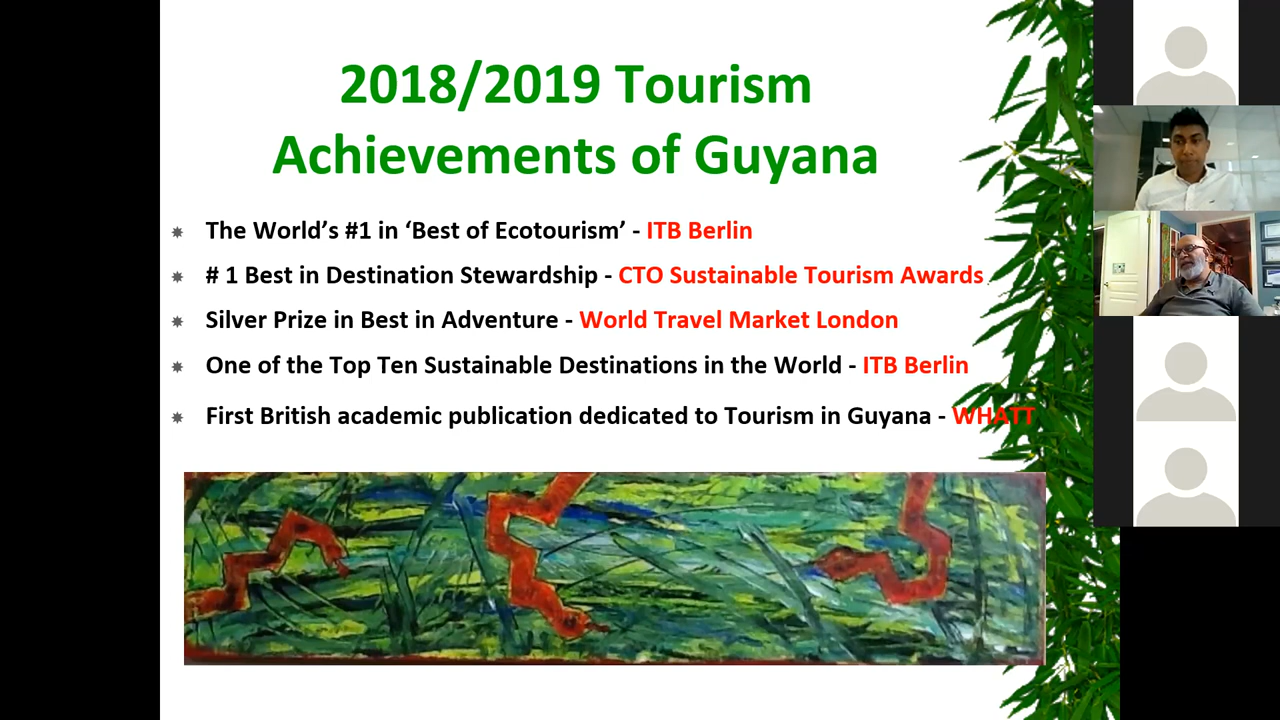 2018/2019 Tourism
Achievements of Guyana
The World’s #1 in ‘Best of Ecotourism’ - ITB Berlin
# 1 Best in Destination Stewardship - CTO Sustainable Tourism Awards
Silver Prize in Best in Adventure - World Travel Market London
One of the Top Ten Sustainable Destinations in the World - ITB Berlin
First British academic publication dedicated to Tourism in Guyana - WHATT